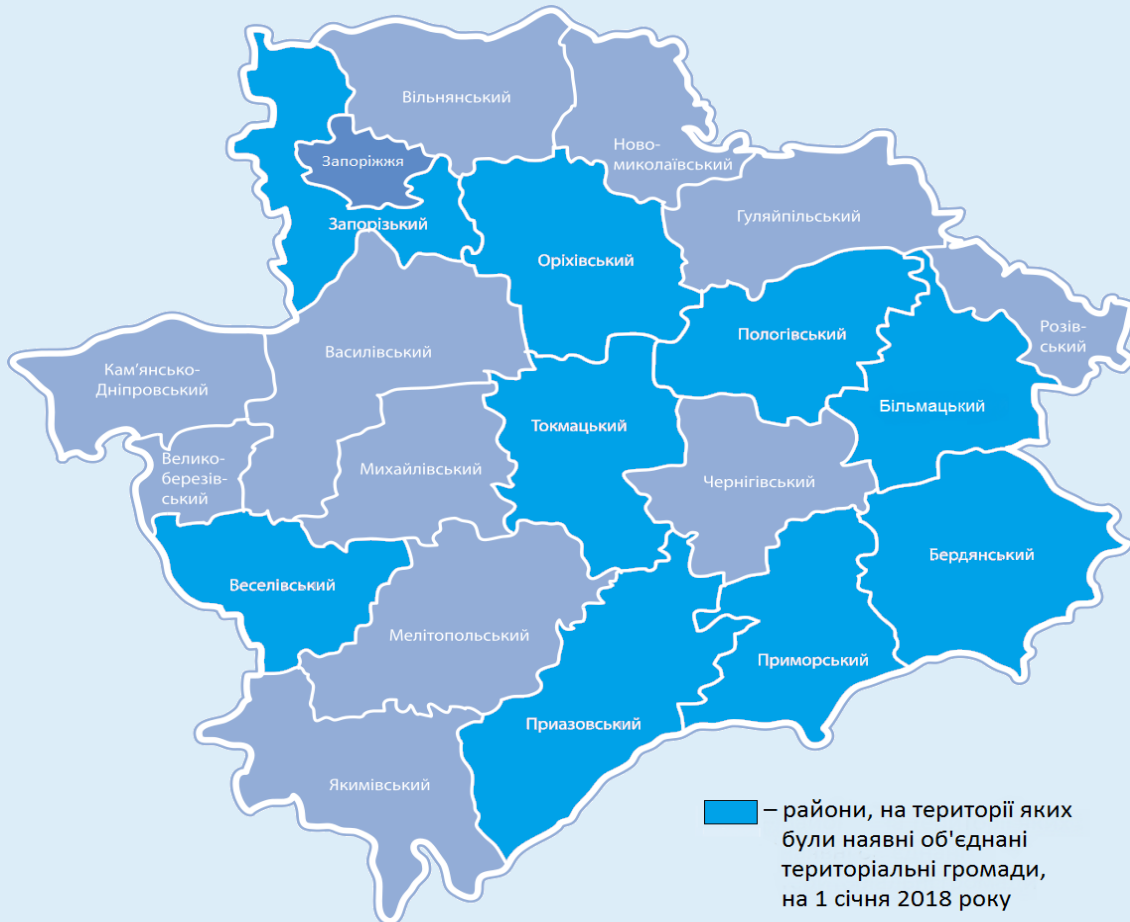 Вільнянський
Ново-
миколаївський
Запоріжжя
Запорізький
Гуляйпільський
Оріхівський
Пологівський
Розів-
ський
Василівський
Кам'янсько-
Дніпровський
Більмацький
Токмацький
Велико-
березів-
ський
Михайлівський
Чернігівський
Бердянський
Веселівський
Мелітопольський
Приморський
Приазовський
Якимівський
– райони, на території яких
були наявні об'єднані
територіальні громади,
на 1 січня 2018 року